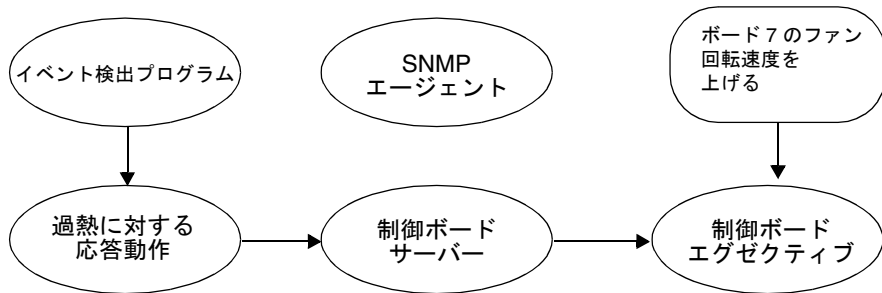 イベント検出プログラム
SNMP
エージェント
ボード７のファン
回転速度を
上げる
過熱に対する
応答動作
制御ボード
サーバー
制御ボード
エグゼクティブ